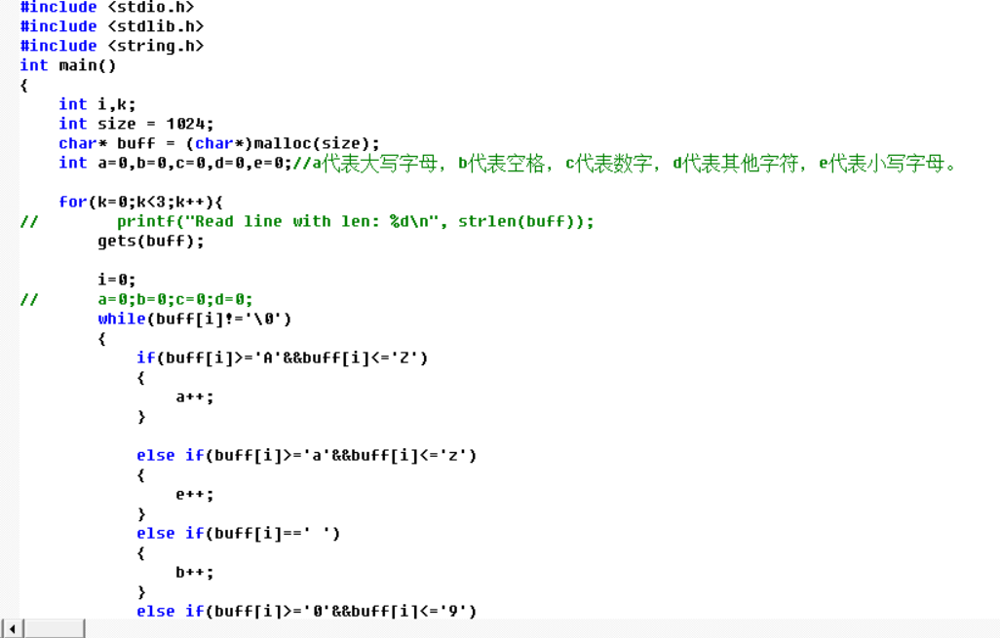 #include <stdio.h>
#include <stdlib.h>
#include <string.h>
int main()
{
    int i,k;
    int size = 1024;
    char* buff = (char*)malloc(size);
    int a=0,b=0,c=0,d=0,e=0;//a代表大写字母，b代表空格，c代表数字，d代表其他字符，e代表小写字母。
    for(k=0;k<3;k++){
//        printf("Read line with len: %d\n", strlen(buff));
        gets(buff);
        i=0;
//      a=0;b=0;c=0;d=0;
        while(buff[i]!='\0')
        {
            if(buff[i]>='A'&&buff[i]<='Z')
            {
                a++;
            }
            else if(buff[i]>='a'&&buff[i]<='z')
            {
                e++;
            }
            else if(buff[i]==' ')
            {
                b++;
            }
            else if(buff[i]>='0'&&buff[i]<='9')